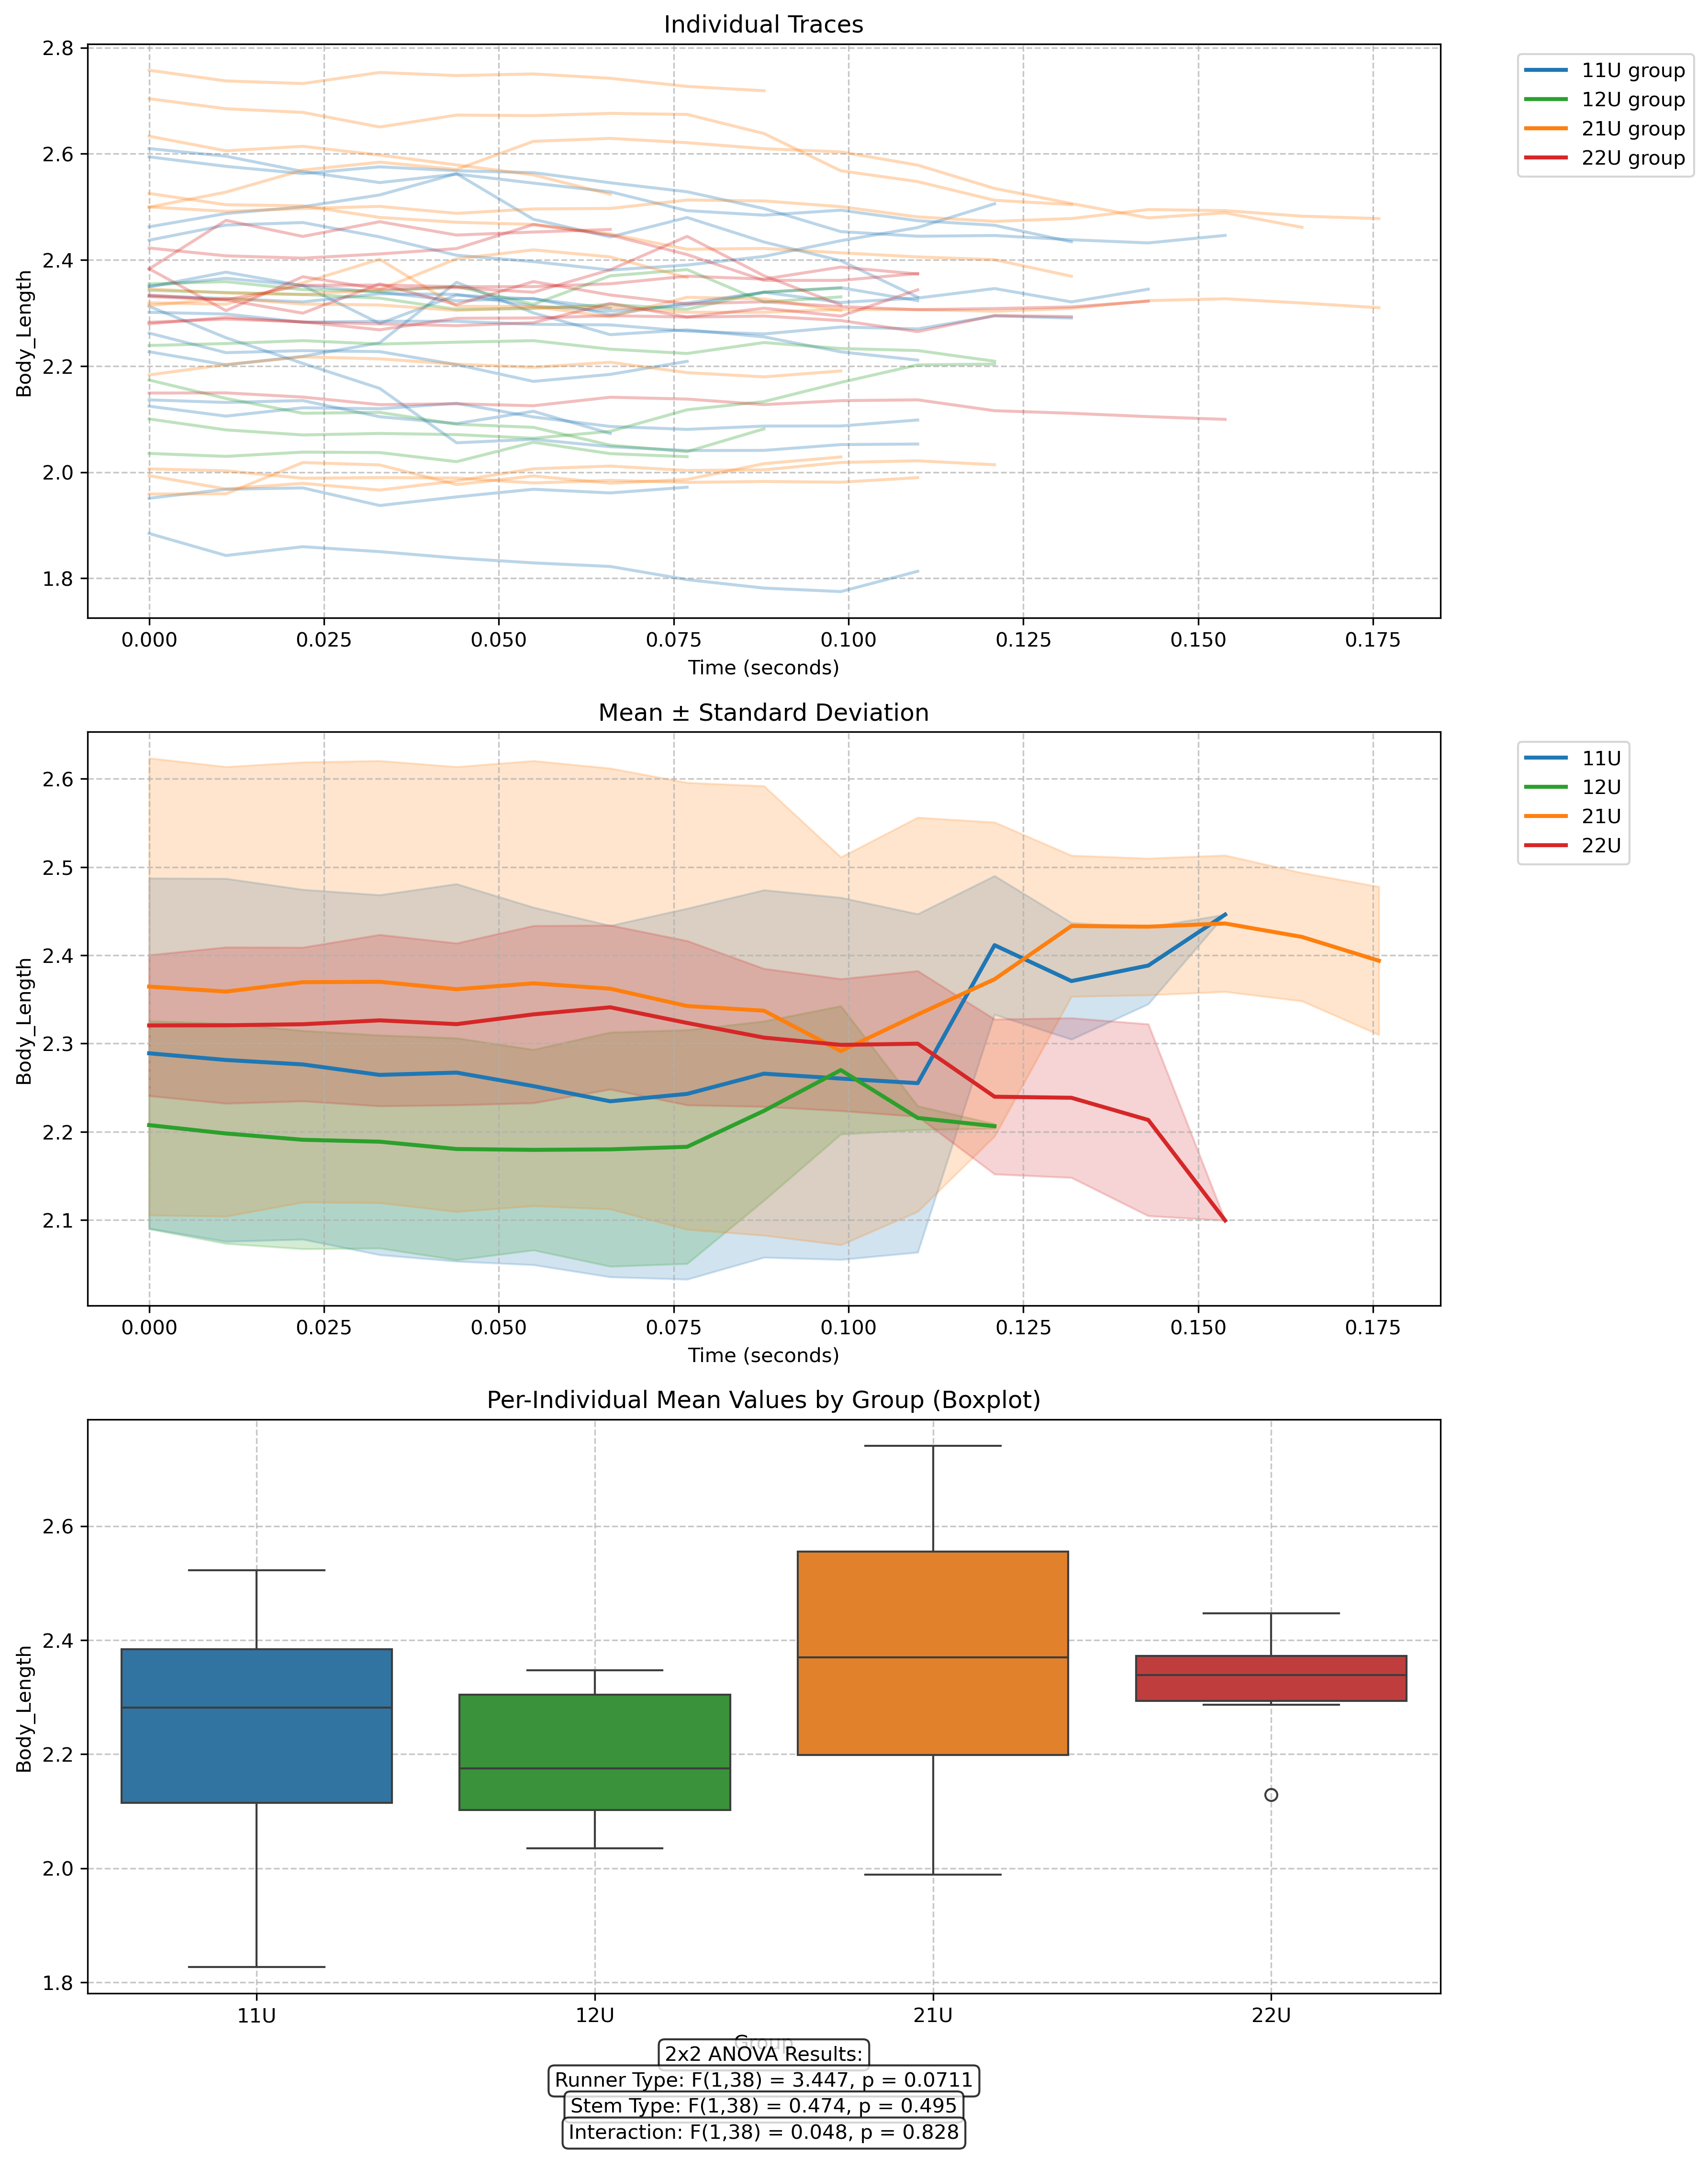 Individual Traces
2.8
2.6
2.4
2.2
2.0
1.8
Body_Length
0.000 0.025 0.050 0.075 0.100 0.125 0.150 0.175
Time (seconds)
11U group
12U group
21U group
22U group
Mean ± Standard Deviation
2.6
2.5
2.4
2.3
2.2
2.1
Body_Length
0.000 0.025 0.050 0.075 0.100 0.125 0.150 0.175
Time (seconds)
11U
12U
21U
22U
Per-Individual Mean Values by Group (Boxplot)
2.6
2.4
2.2
2.0
1.8
Body_Length
11U 12U 21U 22U
Group
2x2 ANOVA Results:
Runner Type: F(1,38) = 3.447, p = 0.0711
Stem Type: F(1,38) = 0.474, p = 0.495
Interaction: F(1,38) = 0.048, p = 0.828